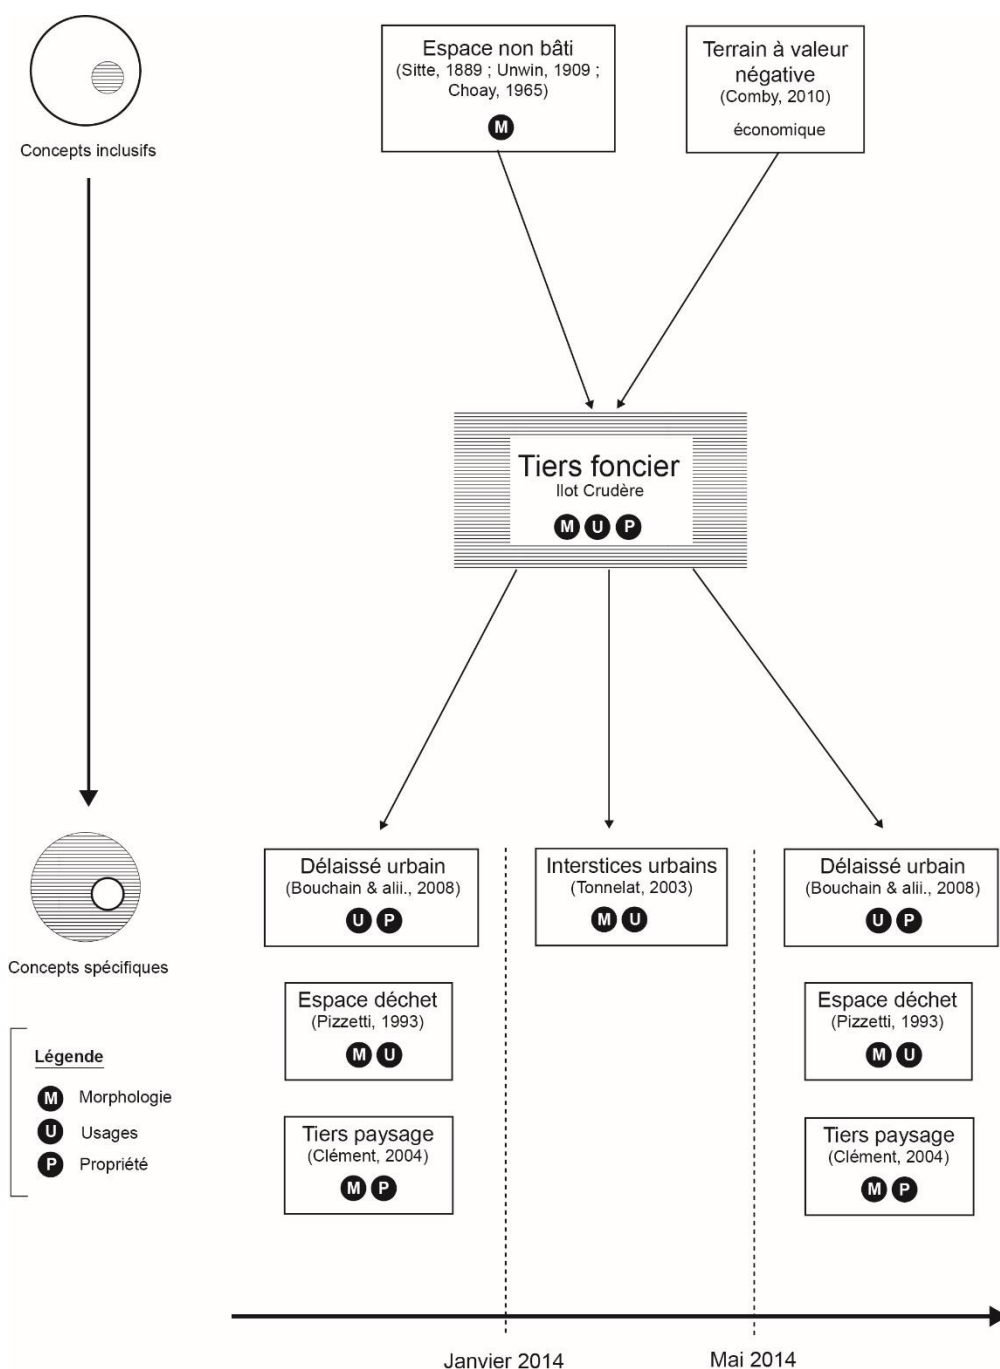 Concepts inclusifs
Espace non bâti
(Sitte, 1889 ; Unwin, 1909 ;
Choay, 1965)
M
Terrain à valeur
négative
(Comby, 2010)
économique
Tiers foncier
Ilot Crudère
M U P
Concepts spécifiques
Délaissé urbain
(Bouchain & alii., 2008)
U P
Espace déchet
(Pizzetti, 1993)
M U
Tiers paysage
(Clément, 2004)
M P
Interstices urbains
(Tonnelat, 2003)
M U
Délaissé urbain
(Bouchain & alii., 2008)
U P
Espace déchet
(Pizzetti, 1993)
M U
Tiers paysage
(Clément, 2004)
M P
Légende
M Morphologie
U Usages
P Propriété
Janvier 2014
Mai 2014